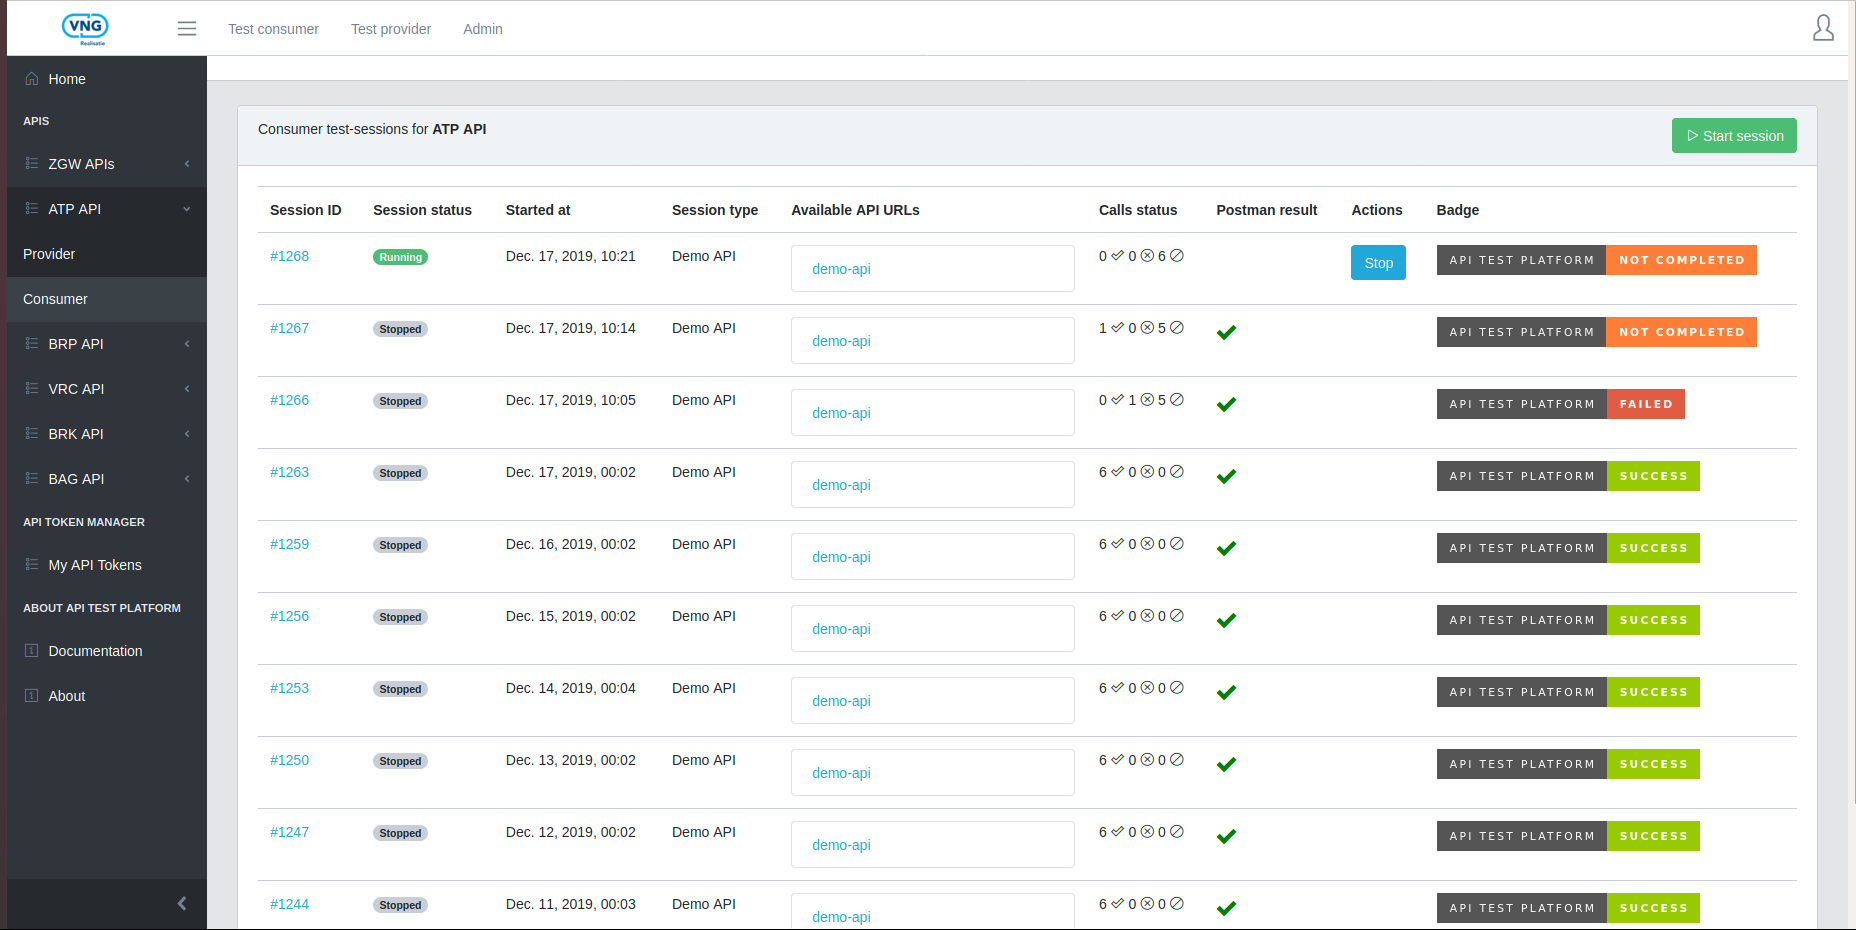 VNG
Realisatie
Test consumer
Test provider
Admin
Home
APIS
ZGW APIs
ATP API
Provider
Consumer
BRP API
VRC API
BRK API
BAG API
API TOKEN MANAGER
My API Tokens
ABOUT API TEST PLATFORM
Documentation
About
Consumer test-sessions for ATP API
Start session
Session ID Session status Started at Session type Available API URLs Calls status Postman result Actions Badge
#1268 Running Dec. 17, 2019, 10:21 Demo API demo-api 0 0 6 Stop API TEST PLATFORM NOT COMPLETED
#1267 Stopped Dec. 17, 2019, 10:14 Demo API demo-api 1 0 5 API TEST PLATFORM NOT COMPLETED
#1266 Stopped Dec. 17, 2019, 10:05 Demo API demo-api 0 1 5 API TEST PLATFORM FAILED
#1263 Stopped Dec. 17, 2019, 00:02 Demo API demo-api 6 0 0 API TEST PLATFORM SUCCESS
#1259 Stopped Dec. 16, 2019, 00:02 Demo API demo-api 6 0 0 API TEST PLATFORM SUCCESS
#1256 Stopped Dec. 15, 2019, 00:02 Demo API demo-api 6 0 0 API TEST PLATFORM SUCCESS
#1253 Stopped Dec. 14, 2019, 00:04 Demo API demo-api 6 0 0 API TEST PLATFORM SUCCESS
#1250 Stopped Dec. 13, 2019, 00:02 Demo API demo-api 6 0 0 API TEST PLATFORM SUCCESS
#1247 Stopped Dec. 12, 2019, 00:02 Demo API demo-api 6 0 0 API TEST PLATFORM SUCCESS
#1244 Stopped Dec. 11, 2019, 00:03 Demo API demo-api 6 0 0 API TEST PLATFORM SUCCESS